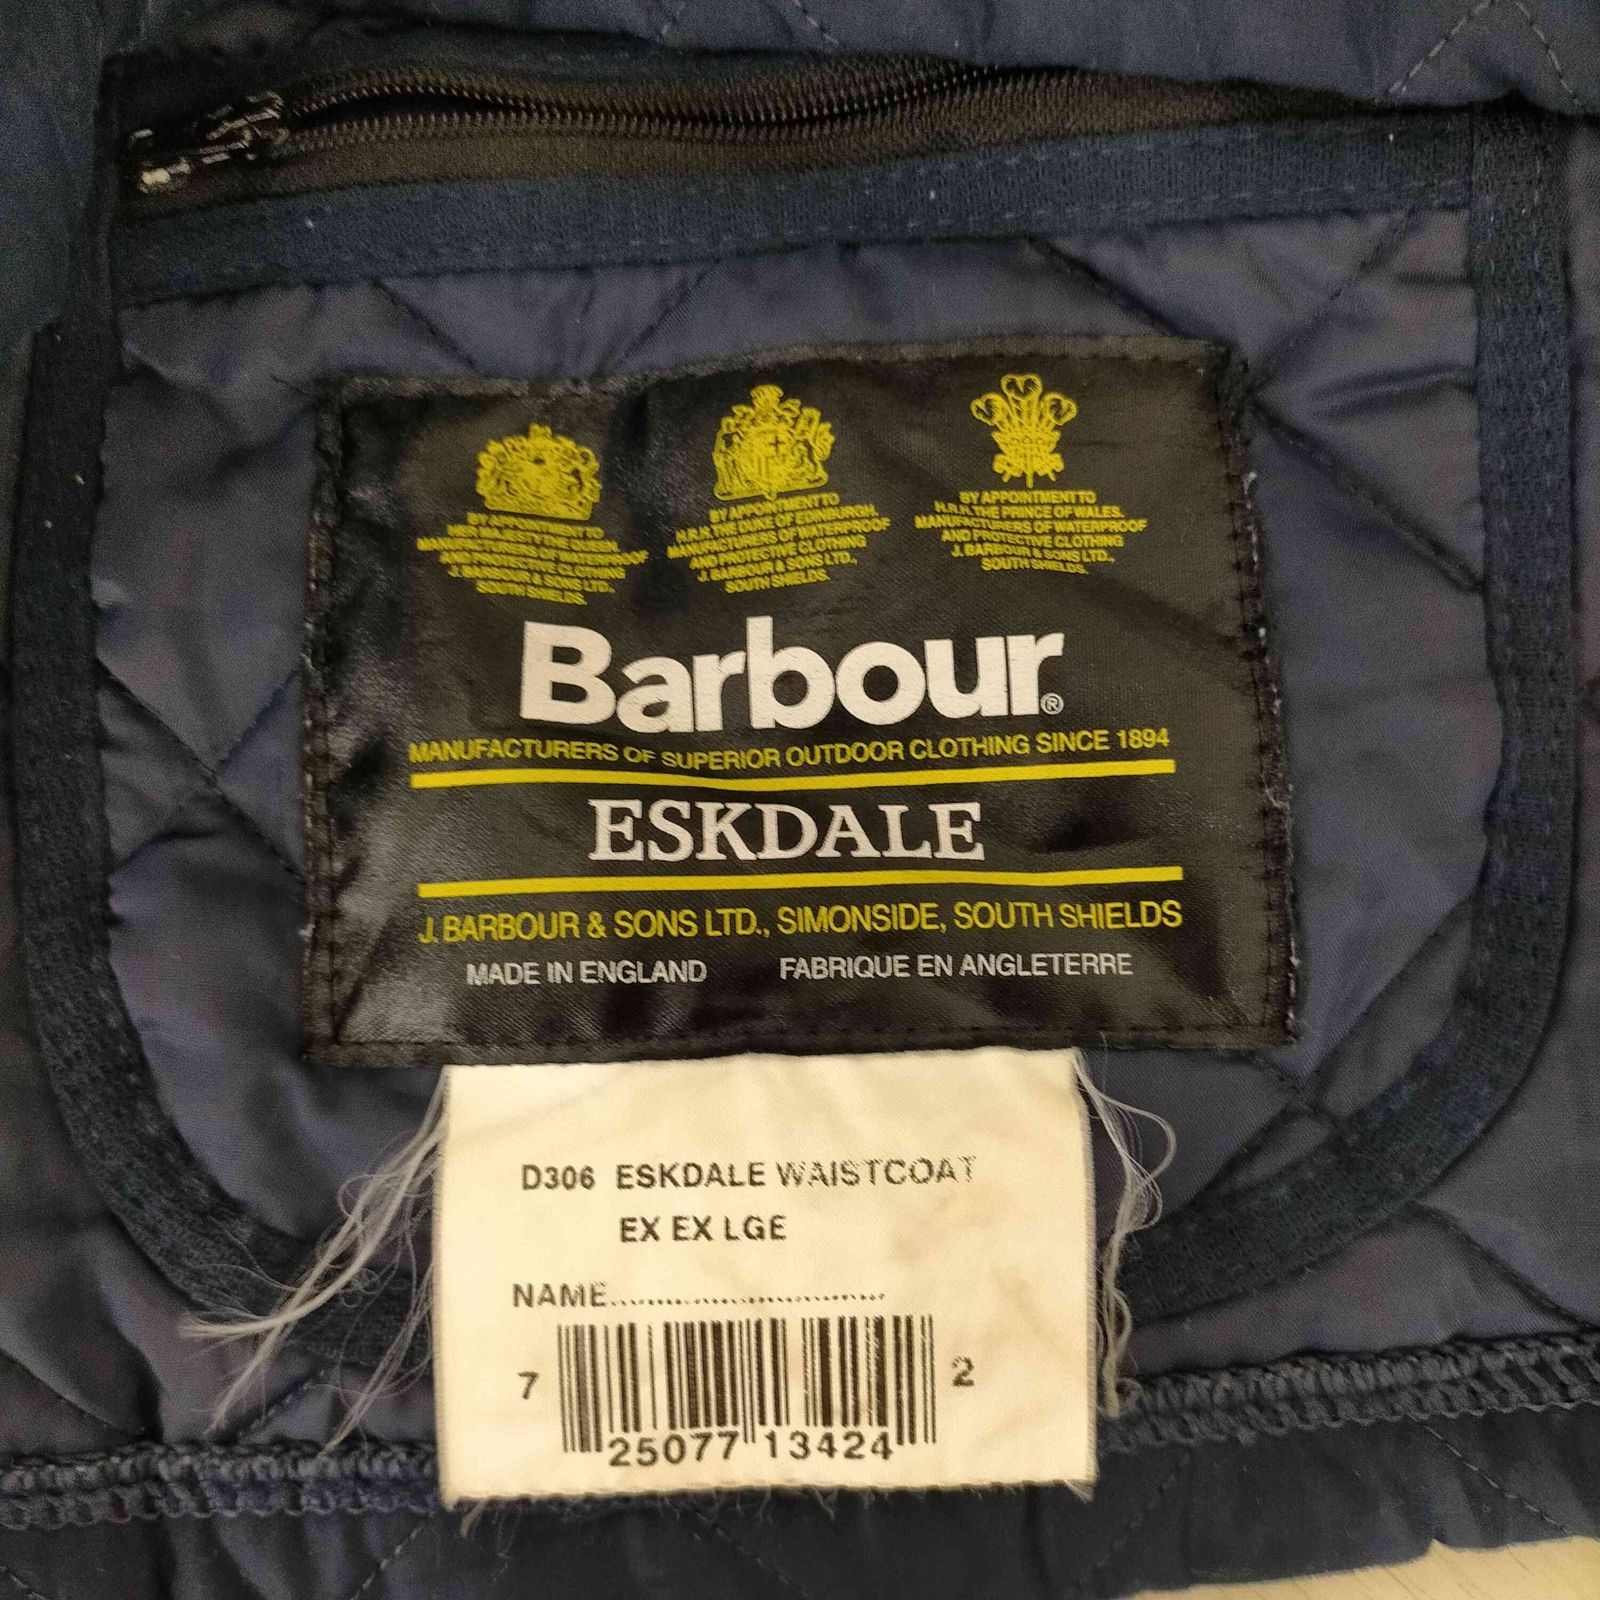 BY APPOINTMENT TO
HER MAJESTY THE QUEEN.
MANUFACTURERS OF WATERPROOF
AND PROTECTIVE CLOTHING
J. BARBOUR & SONS LTD.,
SOUTH SHIELDS.
BY APPOINTMENT TO
H.R.H. THE DUKE OF EDINBURGH.
MANUFACTURERS OF WATERPROOF
AND PROTECTIVE CLOTHING
J. BARBOUR & SONS LTD.,
SOUTH SHIELDS.
BY APPOINTMENT TO
H.R.H. THE PRINCE OF WALES.
MANUFACTURERS OF WATERPROOF
AND PROTECTIVE CLOTHING
J. BARBOUR & SONS LTD.,
SOUTH SHIELDS.
Barbour®
MANUFACTURERS OF SUPERIOR OUTDOOR CLOTHING SINCE 1894
ESKDALE
J. BARBOUR & SONS LTD., SIMONSIDE, SOUTH SHIELDS
MADE IN ENGLAND FABRIQUE EN ANGLETERRE
D306 ESKDALE WAISTCOAT
EX EX LGE
NAME..............................
7 25077 13424 2